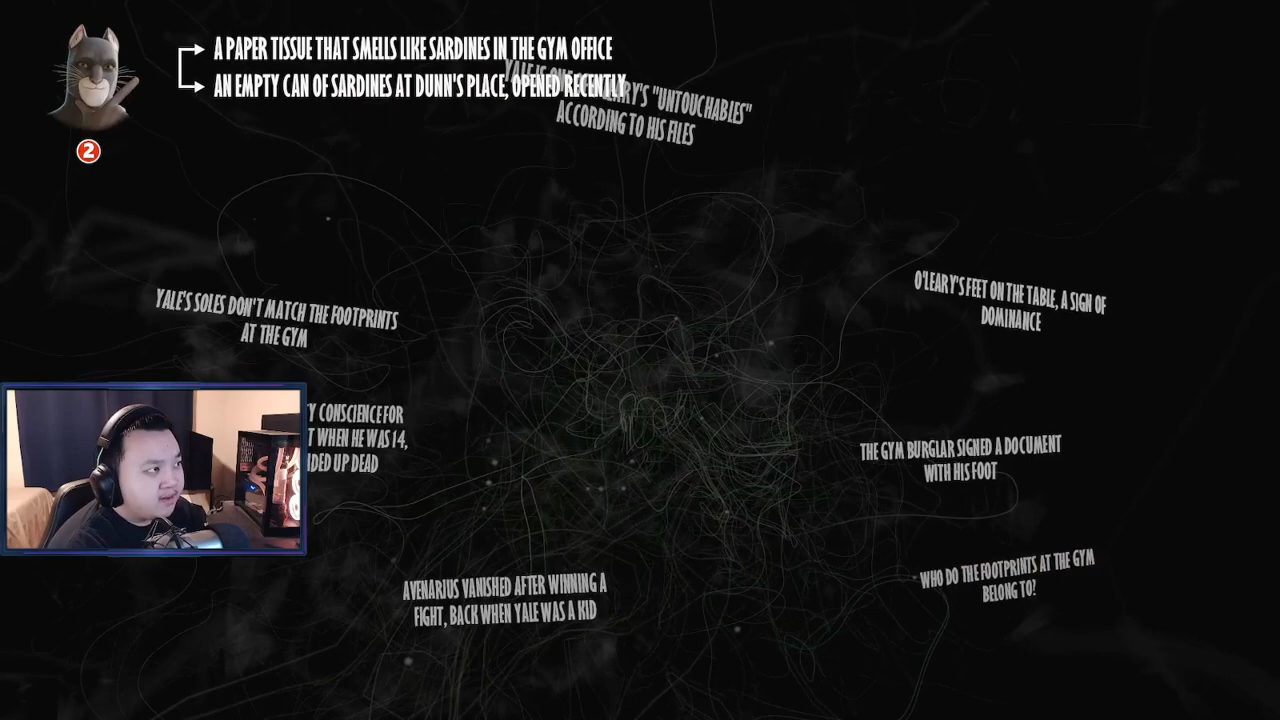 A PAPER TISSUE THAT SMELLS LIKE SARDINES IN THE GYM OFFICE
AN EMPTY CAN OF SARDINES AT DUNN'S PLACE, OPENED RECENTLY
2
YALE IS "UNTOUCHABLES"
ACCORDING TO HIS FILES
YALE'S SOLES DON'T MATCH THE FOOTPRINTS
AT THE GYM
O'LEARY'S FEET ON THE TABLE, A SIGN OF
DOMINANCE
CONSCIENCE FOR
WHEN HE WAS 14,
UP DEAD
THE GYM BURGLAR SIGNED A DOCUMENT
WITH HIS FOOT
AVENARIUS VANISHED AFTER WINNING A
FIGHT, BACK WHEN YALE WAS A KID
WHO DO THE FOOTPRINTS AT THE GYM
BELONG TO?